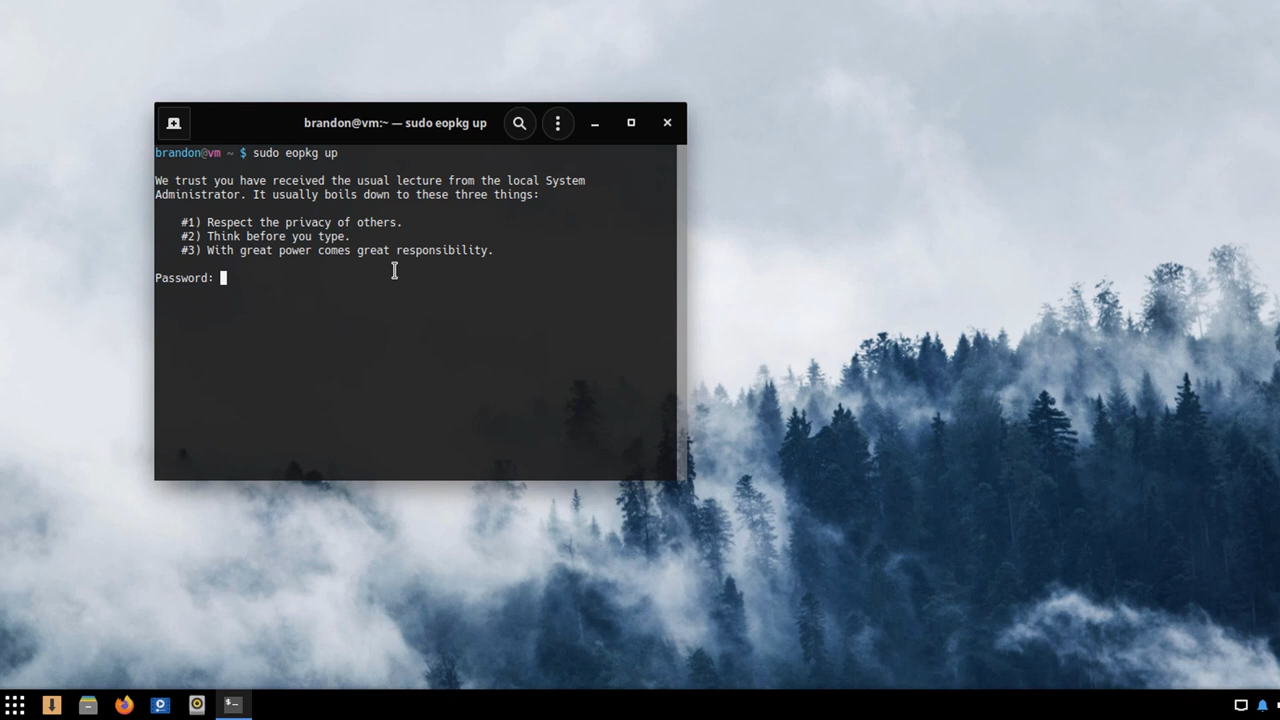 brandon@vm:~ — sudo eopkg up
brandon@vm ~ $ sudo eopkg up
We trust you have received the usual lecture from the local System
Administrator. It usually boils down to these three things:
#1) Respect the privacy of others.
#2) Think before you type.
#3) With great power comes great responsibility.
Password: